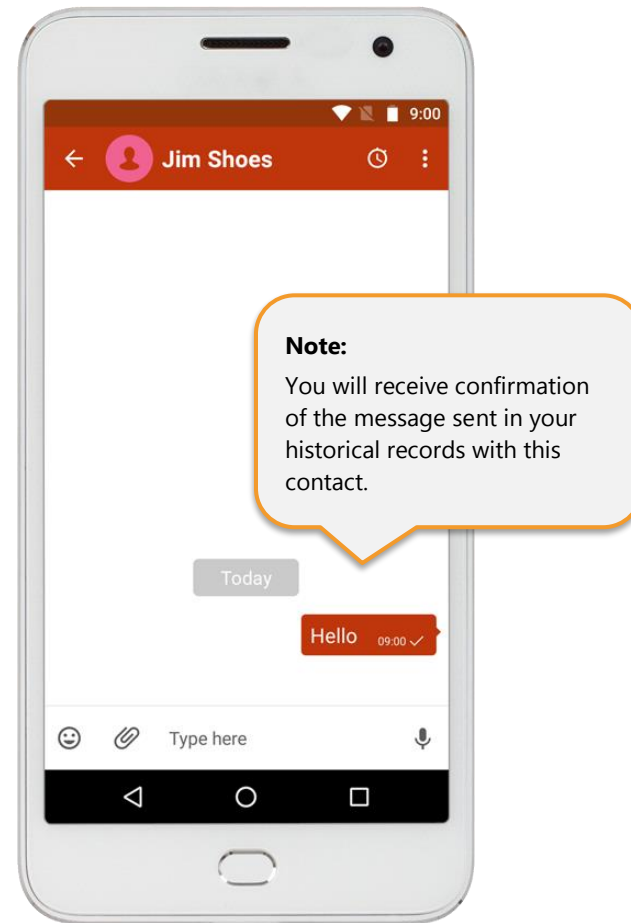 9:00
Jim Shoes
Note:
You will receive confirmation
of the message sent in your
historical records with this
contact.
Today
Hello 09:00
Type here